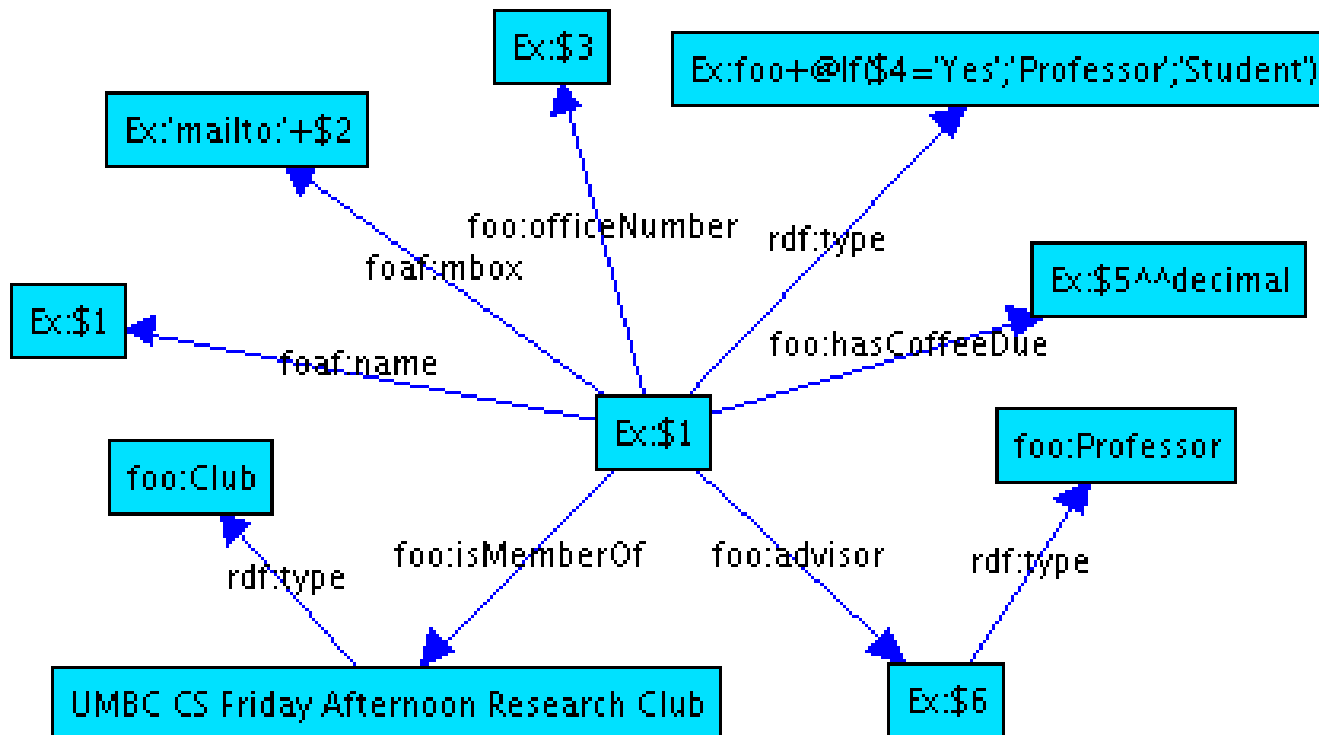 Ex:$3
Ex:foo+@If($4='Yes';'Professor';'Student')
Ex:'mailto:'+$2
foo:officeNumber
rdf:type
foaf:mbox
Ex:$5^^decimal
Ex:$1
foo:hasCoffeeDue
foaf:name
Ex:$1
foo:Professor
foo:Club
foo:isMemberOf
foo:advisor
rdf:type
rdf:type
UMBC CS Friday Afternoon Research Club
Ex:$6